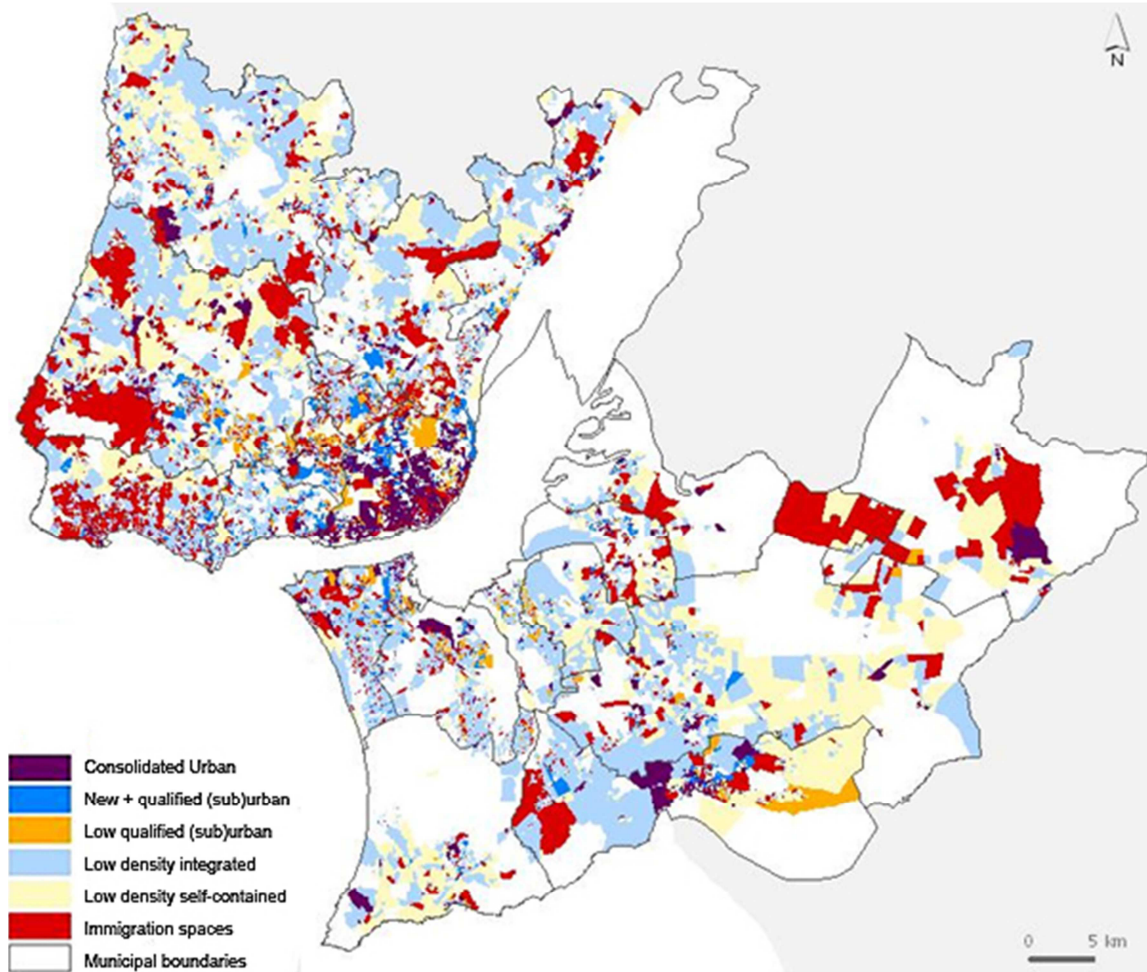 N
Consolidated Urban
New + qualified (sub)urban
Low qualified (sub)urban
Low density integrated
Low density self-contained
Immigration spaces
Municipal boundaries
0 5 km